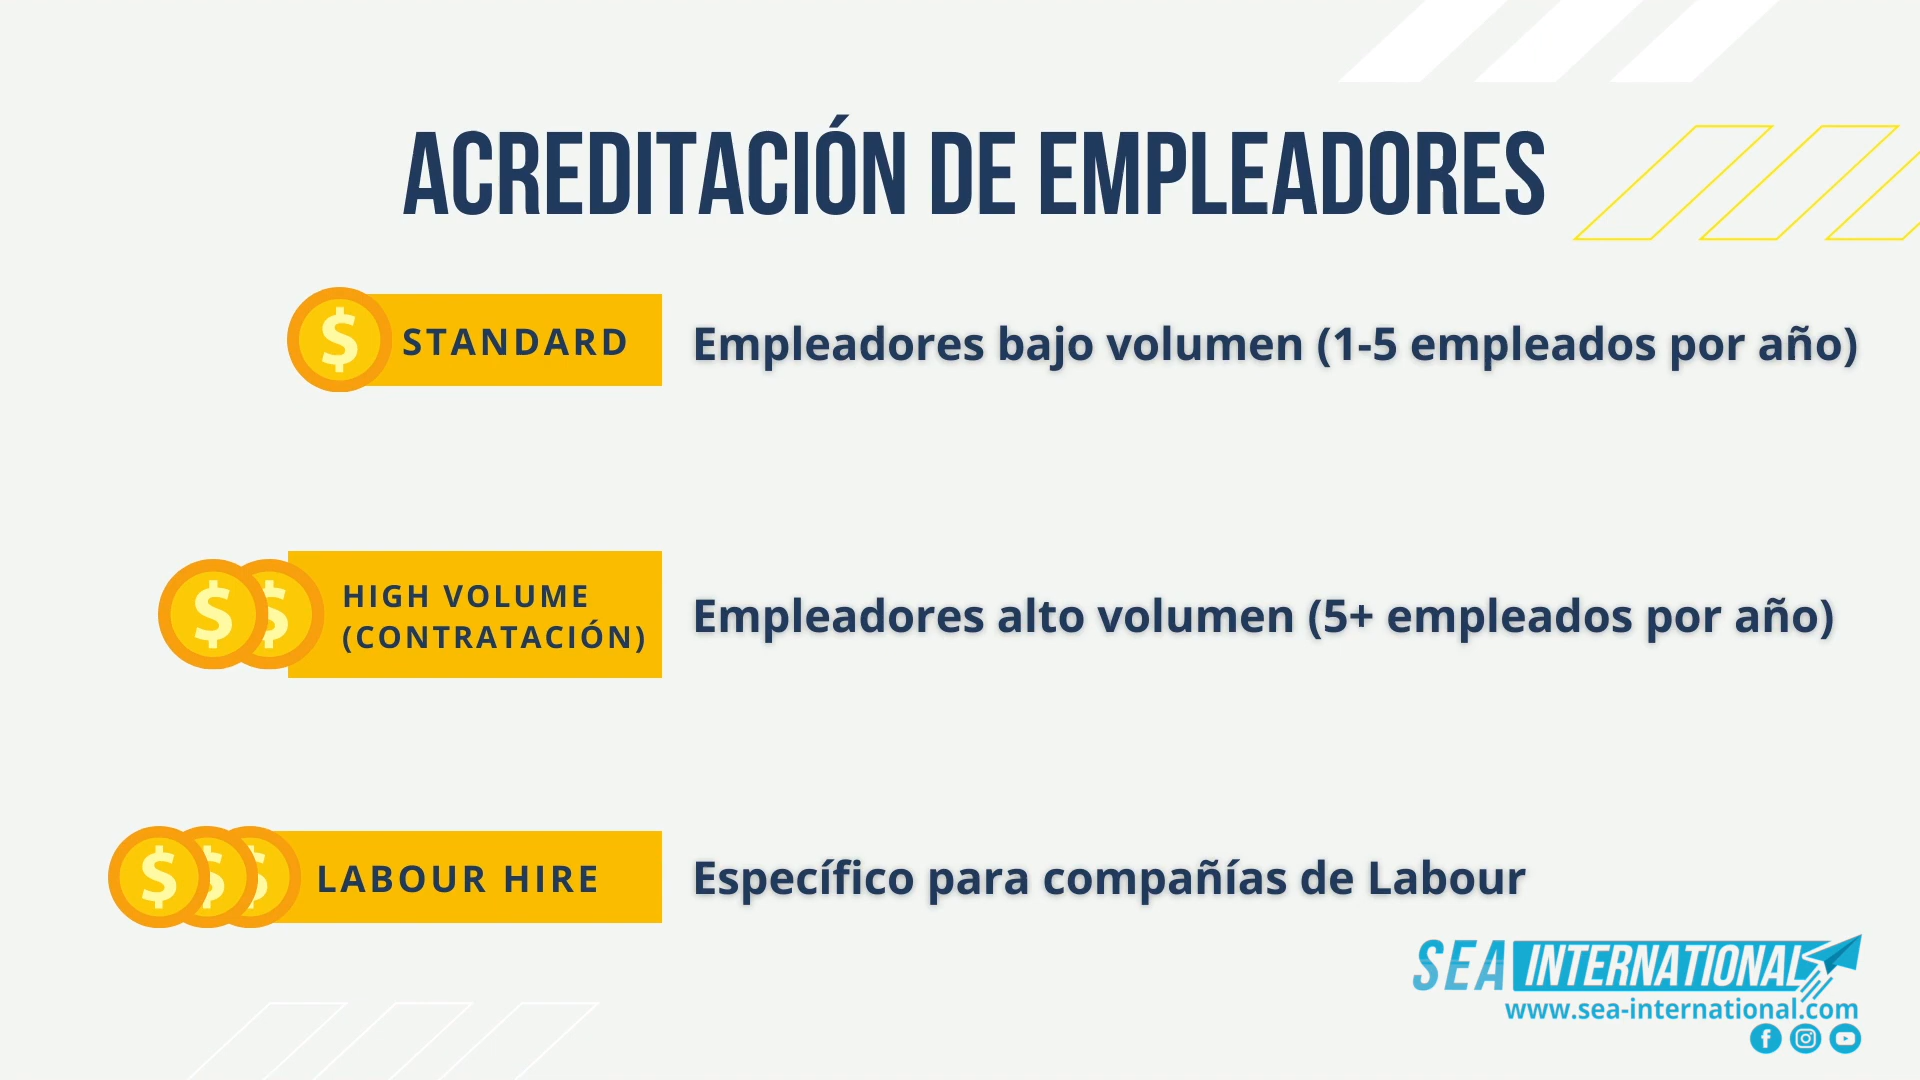 ACREDITACIÓN DE EMPLEADORES
$ STANDARD
Empleadores bajo volumen (1-5 empleados por año)
$ $ HIGH VOLUME
(CONTRATACIÓN)
Empleadores alto volumen (5+ empleados por año)
$ $ $ LABOUR HIRE
Específico para compañías de Labour
SEA INTERNATIONAL
www.sea-international.com